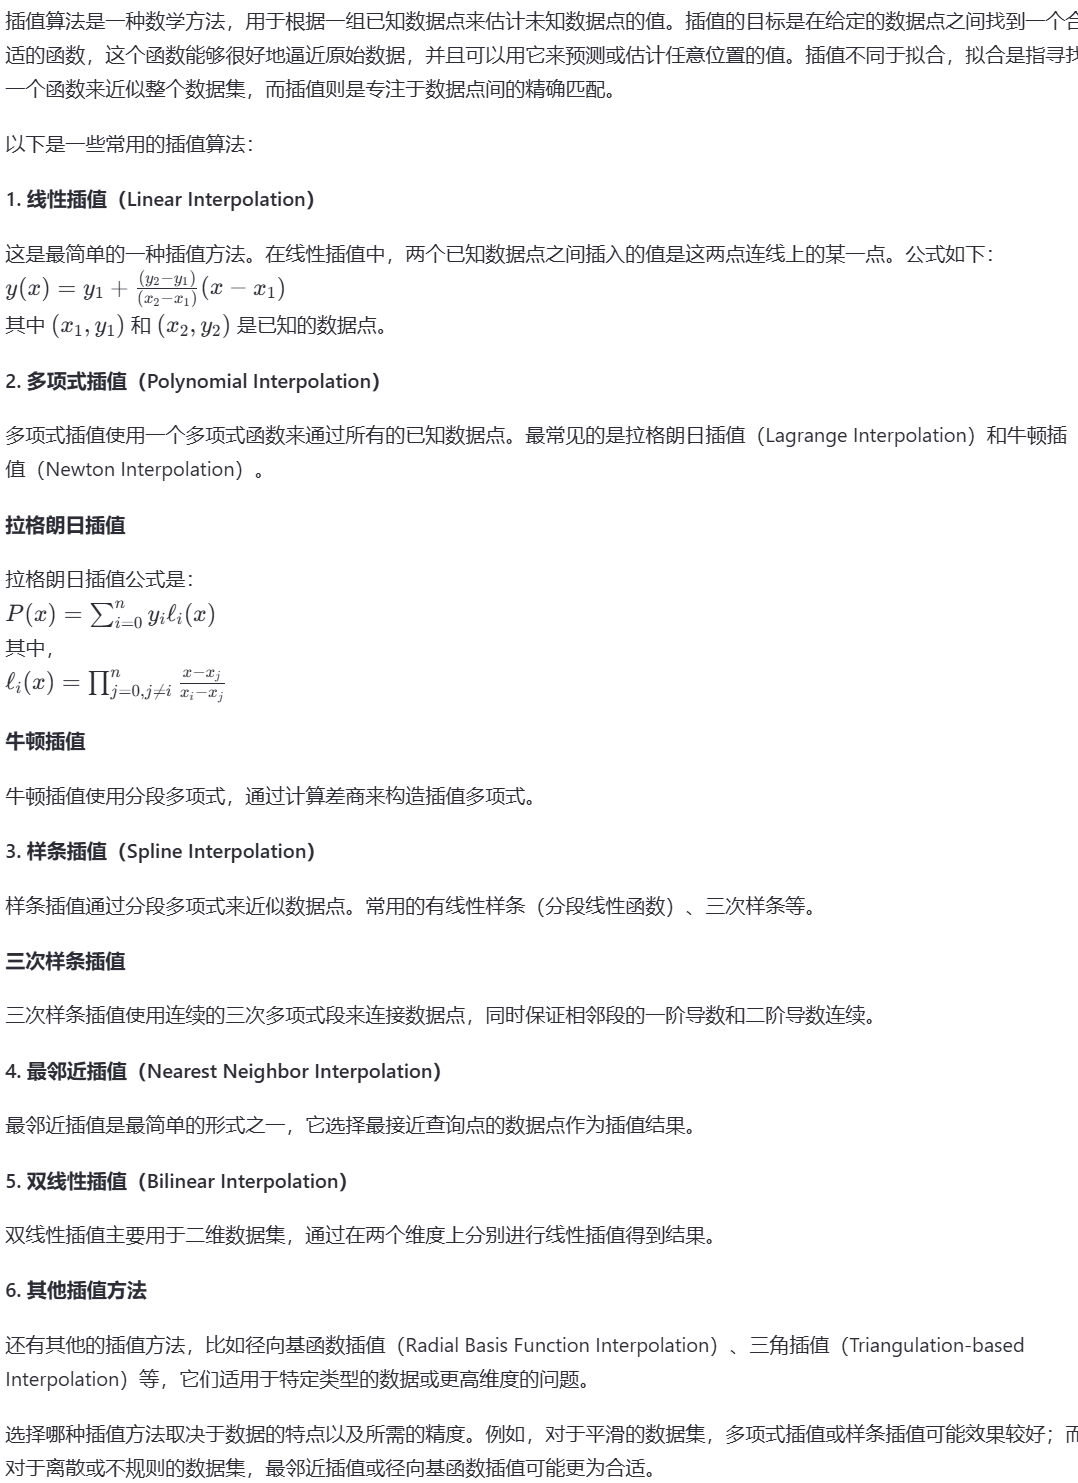 插值算法是一种数学方法，用于根据一组已知数据点来估计未知数据点的值。插值的目标是在给定的数据点之间找到一个合
适的函数，这个函数能够很好地逼近原始数据，并且可以用它来预测或估计任意位置的值。插值不同于拟合，拟合是指寻找
一个函数来近似整个数据集，而插值则是专注于数据点间的精确匹配。
以下是一些常用的插值算法：
1. 线性插值（Linear Interpolation）
这是最简单的一种插值方法。在线性插值中，两个已知数据点之间插入的值是这两点连线上的某一点。公式如下：
y(x) = y₁ + (y₂−y₁)/(x₂−x₁) (x − x₁)
其中 (x₁, y₁) 和 (x₂, y₂) 是已知的数据点。
2. 多项式插值（Polynomial Interpolation）
多项式插值使用一个多项式函数来通过所有的已知数据点。最常见的是拉格朗日插值（Lagrange Interpolation）和牛顿插
值（Newton Interpolation）。
拉格朗日插值
拉格朗日插值公式是：
P(x) = ∑ⁿᵢ₌₀ yᵢℓᵢ(x)
其中，
ℓᵢ(x) = ∏ⁿⱼ₌₀,ⱼ≠ᵢ (x−xⱼ)/(xᵢ−xⱼ)
牛顿插值
牛顿插值使用分段多项式，通过计算差商来构造插值多项式。
3. 样条插值（Spline Interpolation）
样条插值通过分段多项式来近似数据点。常用的有线性样条（分段线性函数）、三次样条等。
三次样条插值
三次样条插值使用连续的三次多项式段来连接数据点，同时保证相邻段的一阶导数和二阶导数连续。
4. 最邻近插值（Nearest Neighbor Interpolation）
最邻近插值是最简单的形式之一，它选择最接近查询点的数据点作为插值结果。
5. 双线性插值（Bilinear Interpolation）
双线性插值主要用于二维数据集，通过在两个维度上分别进行线性插值得到结果。
6. 其他插值方法
还有其他的插值方法，比如径向基函数插值（Radial Basis Function Interpolation）、三角插值（Triangulation-based
Interpolation）等，它们适用于特定类型的数据或更高维度的问题。
选择哪种插值方法取决于数据的特点以及所需的精度。例如，对于平滑的数据集，多项式插值或样条插值可能效果较好；而
对于离散或不规则的数据集，最邻近插值或径向基函数插值可能更为合适。